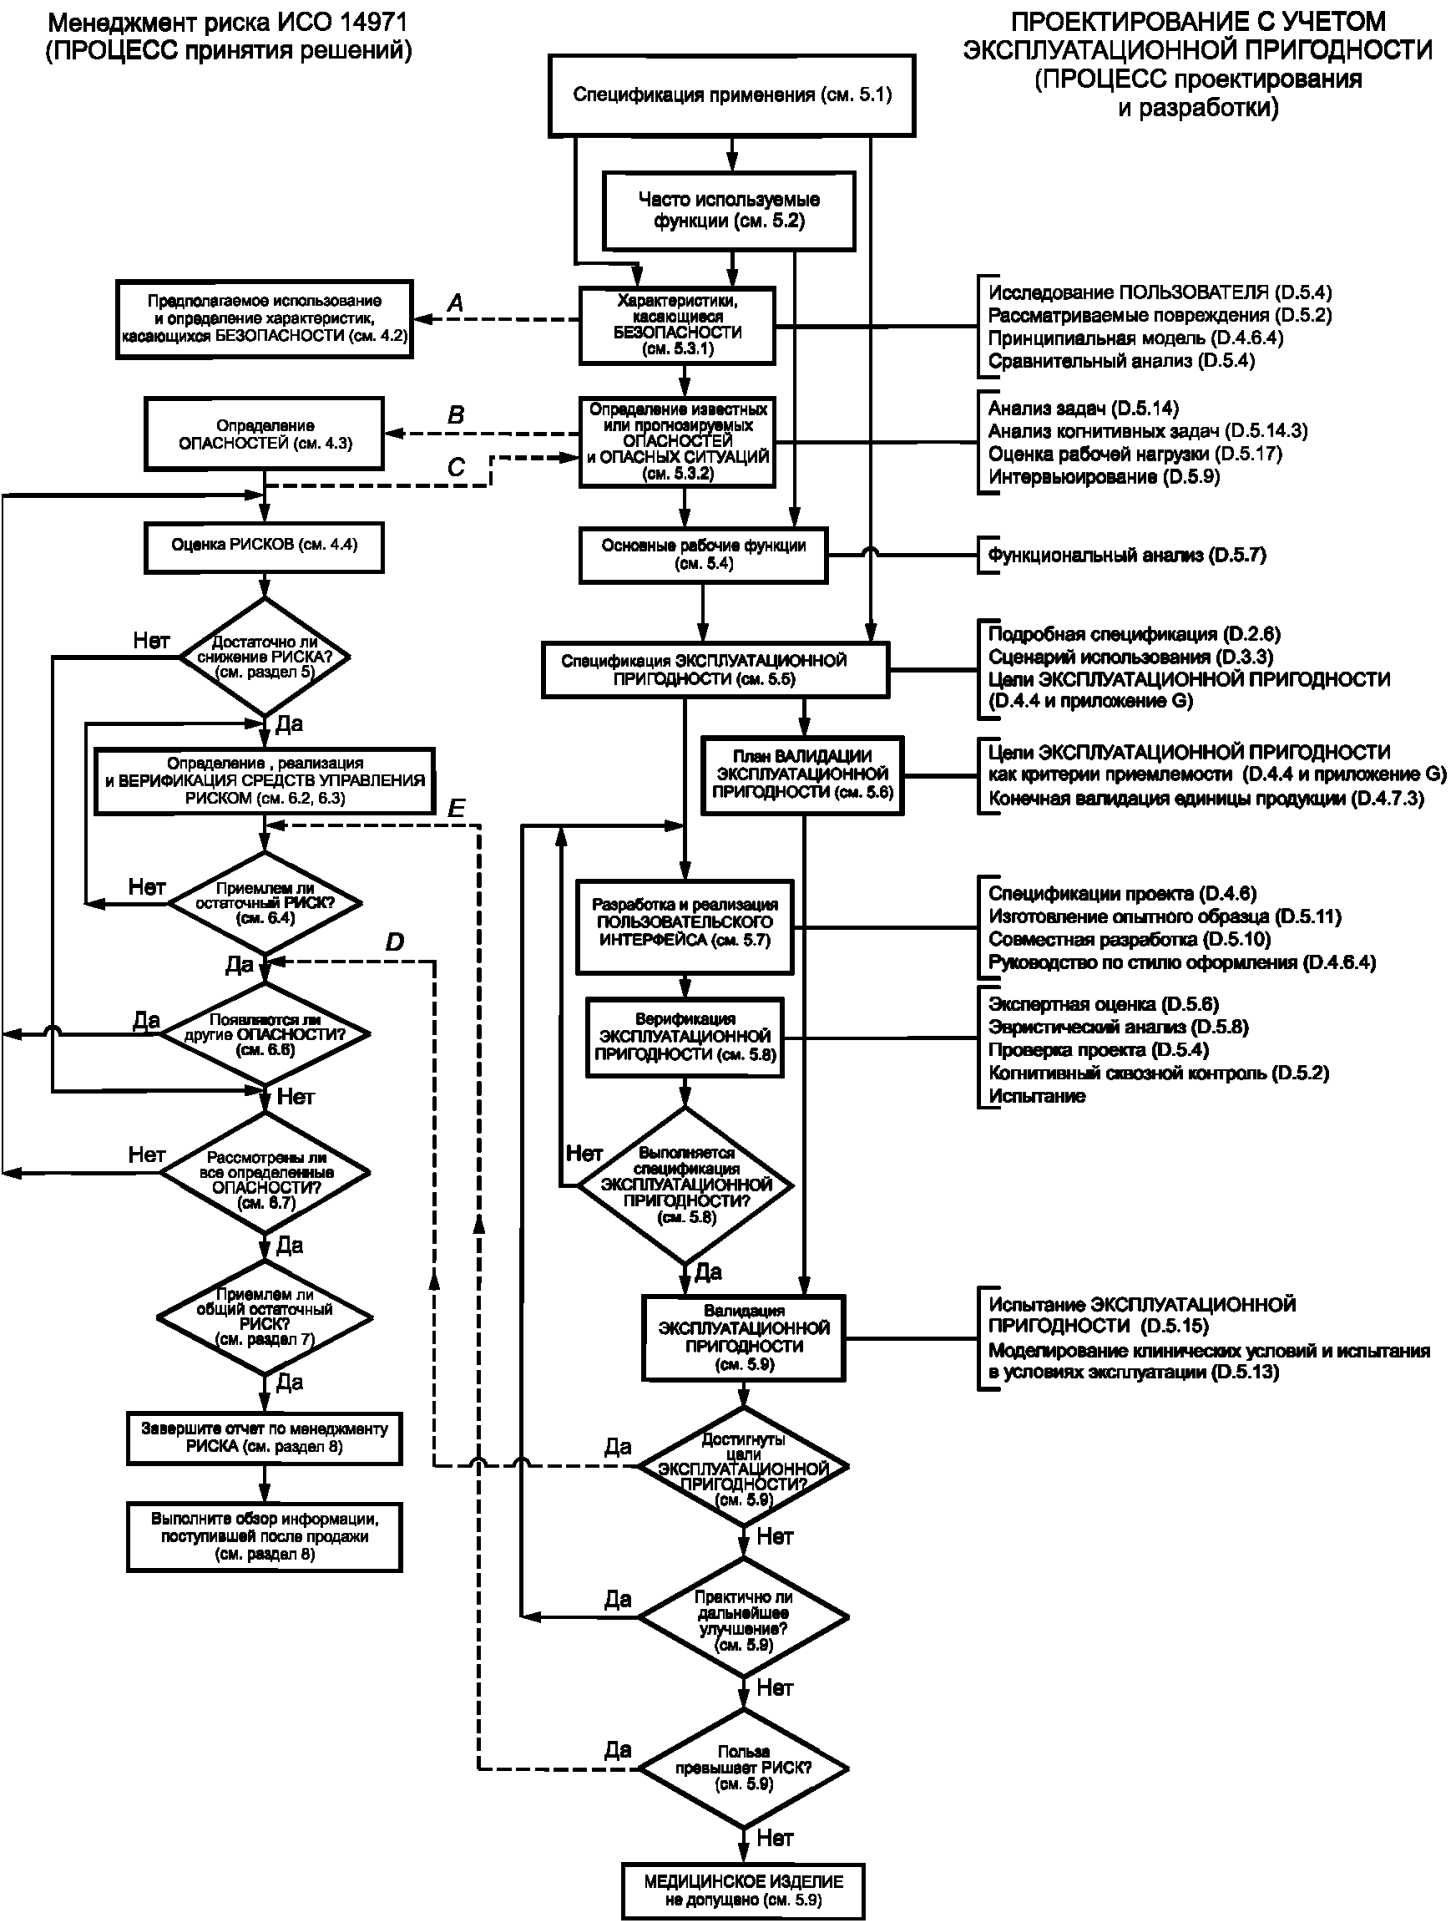 Менеджмент риска ИСО 14971
(ПРОЦЕСС принятия решений)
ПРОЕКТИРОВАНИЕ С УЧЕТОМ
ЭКСПЛУАТАЦИОННОЙ ПРИГОДНОСТИ
(ПРОЦЕСС проектирования
и разработки)
Спецификация применения (см. 5.1)
Часто используемые
функции (см. 5.2)
Предполагаемое использование
и определение характеристик,
касающихся БЕЗОПАСНОСТИ (см. 4.2)
A
Характеристики,
касающиеся
БЕЗОПАСНОСТИ
(см. 5.3.1)
Исследование ПОЛЬЗОВАТЕЛЯ (D.5.4)
Рассматриваемые повреждения (D.5.2)
Принципиальная модель (D.4.6.4)
Сравнительный анализ (D.5.4)
Определение
ОПАСНОСТЕЙ (см. 4.3)
B
C
Определение известных
или прогнозируемых
ОПАСНОСТЕЙ
и ОПАСНЫХ СИТУАЦИЙ
(см. 5.3.2)
Анализ задач (D.5.14)
Анализ когнитивных задач (D.5.14.3)
Оценка рабочей нагрузки (D.5.17)
Интервьюирование (D.5.9)
Оценка РИСКОВ (см. 4.4)
Основные рабочие функции
(см. 5.4)
Функциональный анализ (D.5.7)
Нет
Достаточно ли
снижение РИСКА?
(см. раздел 5)
Да
Спецификация ЭКСПЛУАТАЦИОННОЙ
ПРИГОДНОСТИ (см. 5.5)
Подробная спецификация (D.2.6)
Сценарий использования (D.3.3)
Цели ЭКСПЛУАТАЦИОННОЙ ПРИГОДНОСТИ
(D.4.4 и приложение G)
Определение , реализация
и ВЕРИФИКАЦИЯ СРЕДСТВ УПРАВЛЕНИЯ
РИСКОМ (см. 6.2, 6.3)
План ВАЛИДАЦИИ
ЭКСПЛУАТАЦИОННОЙ
ПРИГОДНОСТИ (см. 5.6)
Цели ЭКСПЛУАТАЦИОННОЙ ПРИГОДНОСТИ
как критерии приемлемости (D.4.4 и приложение G)
Конечная валидация единицы продукции (D.4.7.3)
E
Нет
Приемлем ли
остаточный РИСК?
(см. 6.4)
Да
D
Разработка и реализация
ПОЛЬЗОВАТЕЛЬСКОГО
ИНТЕРФЕЙСА (см. 5.7)
Спецификации проекта (D.4.6)
Изготовление опытного образца (D.5.11)
Совместная разработка (D.5.10)
Руководство по стилю оформления (D.4.6.4)
Да
Появляются ли
другие ОПАСНОСТИ?
(см. 6.6)
Нет
Верификация
ЭКСПЛУАТАЦИОННОЙ
ПРИГОДНОСТИ (см. 5.8)
Экспертная оценка (D.5.6)
Эвристический анализ (D.5.8)
Проверка проекта (D.5.4)
Когнитивный сквозной контроль (D.5.2)
Испытание
Нет
Рассмотрены ли
все определенные
ОПАСНОСТИ?
(см. 6.7)
Да
Нет
Выполняется
спецификация
ЭКСПЛУАТАЦИОННОЙ
ПРИГОДНОСТИ?
(см. 5.8)
Да
Приемлем ли
общий остаточный
РИСК?
(см. раздел 7)
Да
Валидация
ЭКСПЛУАТАЦИОННОЙ
ПРИГОДНОСТИ
(см. 5.9)
Испытание ЭКСПЛУАТАЦИОННОЙ
ПРИГОДНОСТИ (D.5.15)
Моделирование клинических условий и испытания
в условиях эксплуатации (D.5.13)
Завершите отчет по менеджменту
РИСКА (см. раздел 8)
Да
Достигнуты
цели
ЭКСПЛУАТАЦИОННОЙ
ПРИГОДНОСТИ?
(см. 5.9)
Нет
Выполните обзор информации,
поступившей после продажи
(см. раздел 8)
Да
Практично ли
дальнейшее
улучшение?
(см. 5.9)
Нет
Да
Польза
превышает РИСК?
(см. 5.9)
Нет
МЕДИЦИНСКОЕ ИЗДЕЛИЕ
не допущено (см. 5.9)